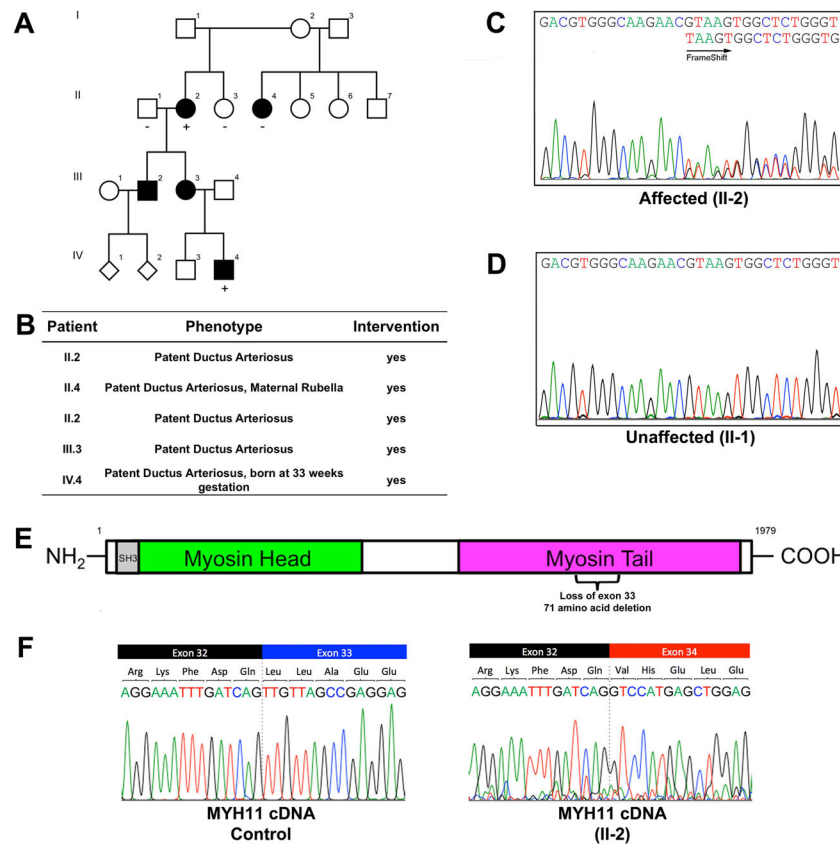 A
I
1
2
3
II
1
2
3
4
5
6
7
-
+
-
-
III
1
2
3
4
IV
1
2
3
4
+
B
Patient Phenotype Intervention
II.2 Patent Ductus Arteriosus yes
II.4 Patent Ductus Arteriosus, Maternal Rubella yes
II.2 Patent Ductus Arteriosus yes
III.3 Patent Ductus Arteriosus yes
IV.4 Patent Ductus Arteriosus, born at 33 weeks gestation yes
C
GACGTGGGCAAGAACGTAAGTGGCTCTGGGT
TAAGTGGCTCTGGGTG
FrameShift
Affected (II-2)
D
GACGTGGGCAAGAACGTAAGTGGCTCTGGGT
Unaffected (II-1)
E
1
1979
NH2
SH3
Myosin Head
Myosin Tail
COOH
Loss of exon 33
71 amino acid deletion
F
Exon 32 Exon 33
Arg Lys Phe Asp Gln Leu Leu Ala Glu Glu
AGGAAATTTGATCAGTTGTTAGCCGAGGAG
MYH11 cDNA
Control
Exon 32 Exon 34
Arg Lys Phe Asp Gln Val His Glu Leu Glu
AGGAAATTTGATCAGGTCCATGAGCTGGAG
MYH11 cDNA
(II-2)